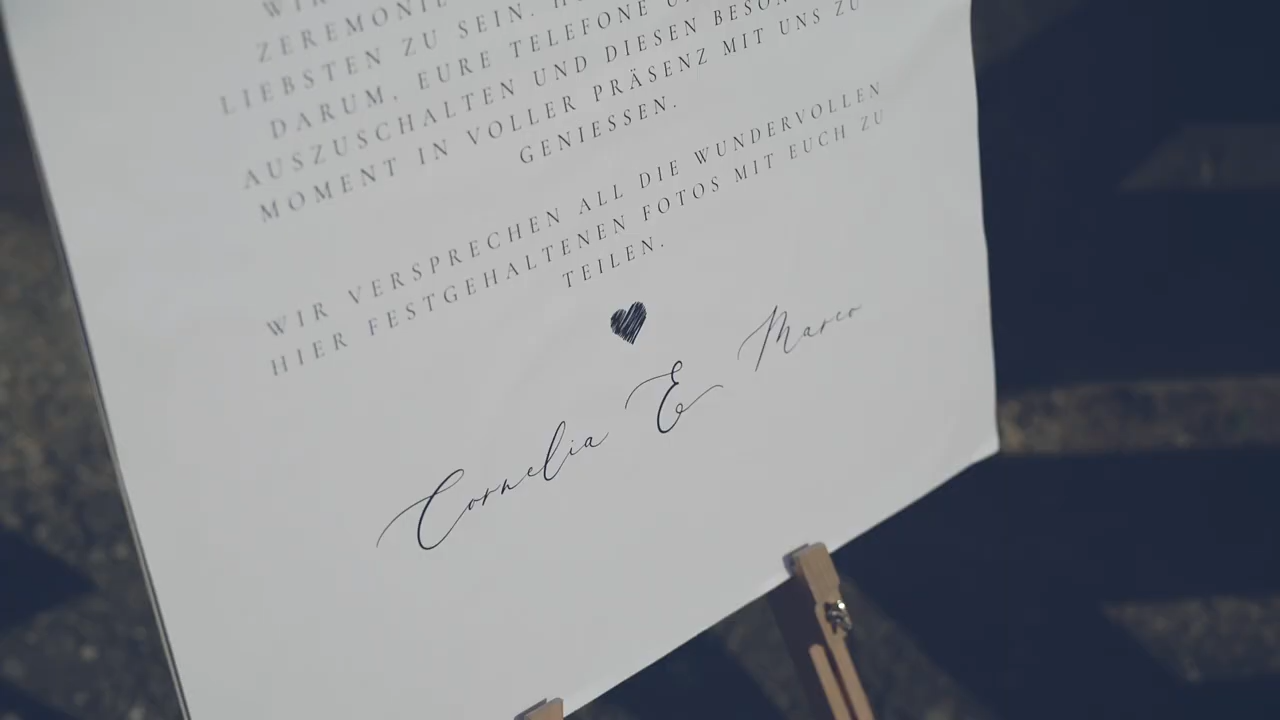 WIR
ZEREMONIE
LIEBSTEN ZU SEIN.
DARUM, EURE TELEFONE
AUSZUSCHALTEN UND DIESEN
MOMENT IN VOLLER PRÄSENZ MIT UNS ZU
GENIESSEN.
WIR VERSPRECHEN ALL DIE WUNDERVOLLEN
HIER FESTGEHALTENEN FOTOS MIT EUCH ZU
TEILEN.
Cornelia & Marco